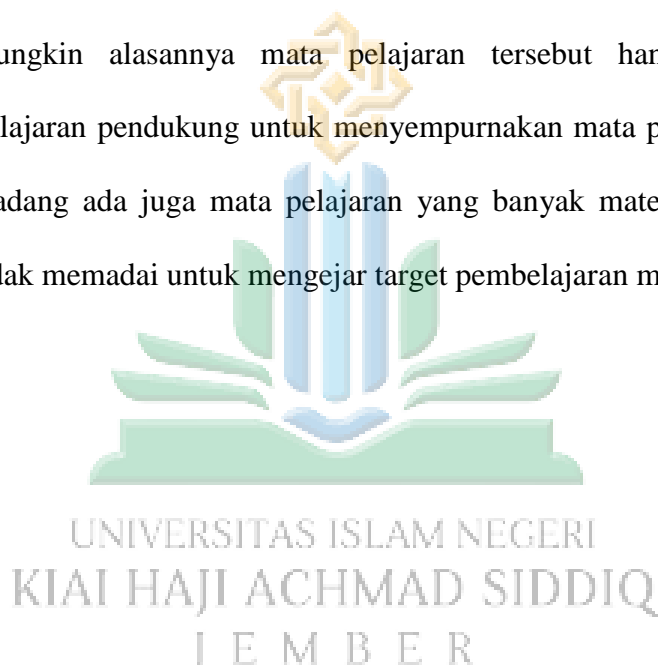 ungkin alasannya mata pelajaran tersebut han
lajaran pendukung untuk menyempurnakan mata p
adang ada juga mata pelajaran yang banyak mate
dak memadai untuk mengejar target pembelajaran m
UNIVERSITAS ISLAM NEGERI
KIAI HAJI ACHMAD SIDDIQ
J E M B E R